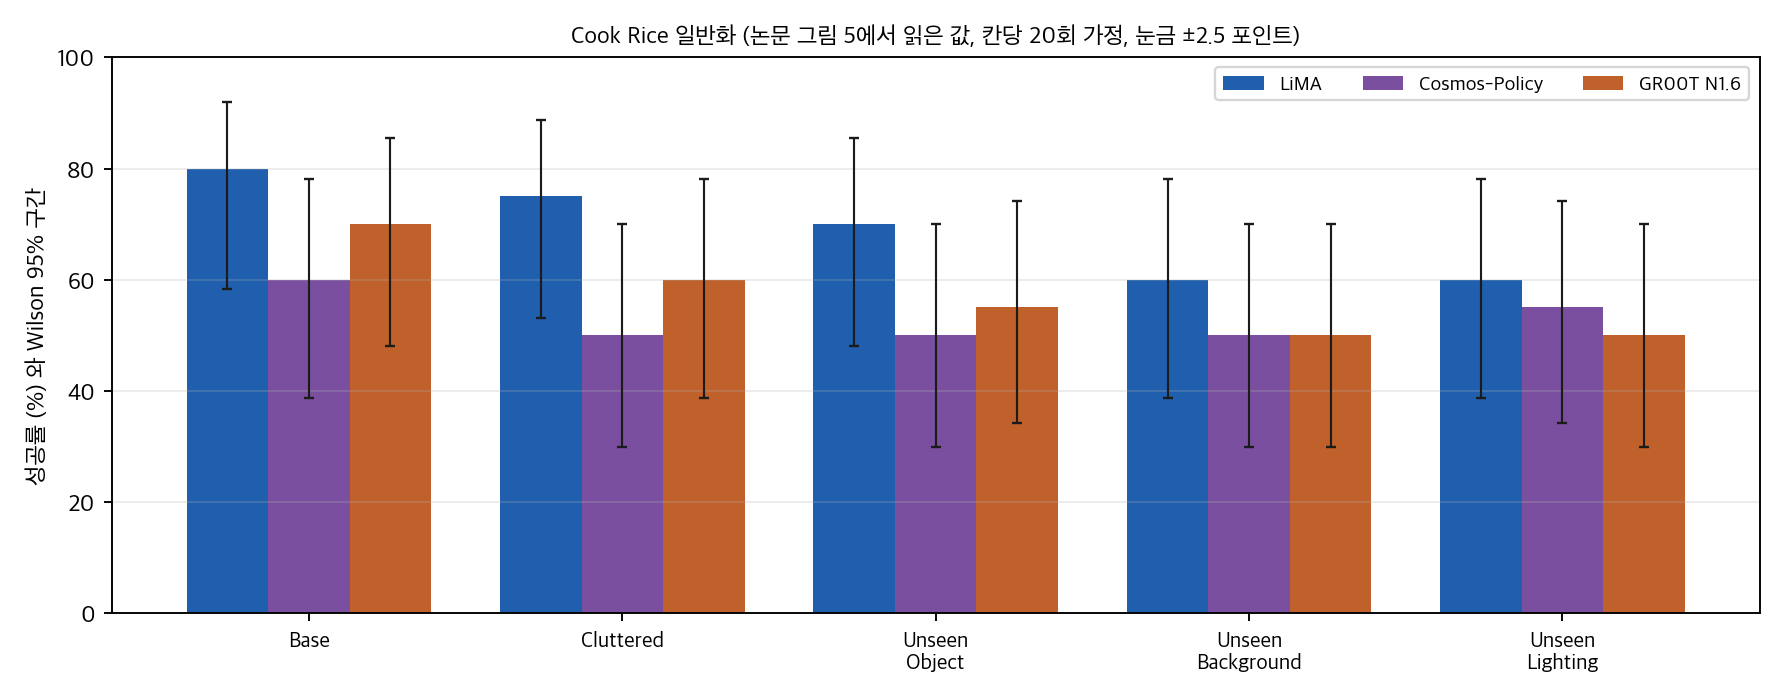 Cook Rice 일반화 (논문 그림 5에서 읽은 값, 칸당 20회 가정, 눈금 ±2.5 포인트)
LiMA
Cosmos-Policy
GR00T N1.6
성공률 (%) 와 Wilson 95% 구간
100
80
60
40
20
0
Base
Cluttered
Unseen
Object
Unseen
Background
Unseen
Lighting